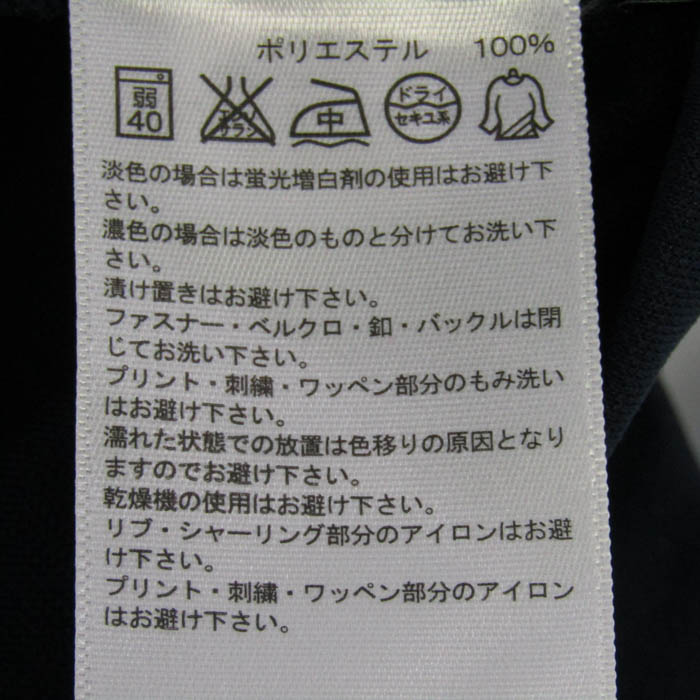 ポリエステル 100%
弱 40 エンソ サラシ 中 ドライ セキユ系
淡色の場合は蛍光増白剤の使用はお避け下
さい。
濃色の場合は淡色のものと分けてお洗い下
さい。
漬け置きはお避け下さい。
ファスナー・ベルクロ・釦・バックルは閉
じてお洗い下さい。
プリント・刺繍・ワッペン部分のもみ洗い
はお避け下さい。
濡れた状態での放置は色移りの原因となり
ますのでお避け下さい。
乾燥機の使用はお避け下さい。
リブ・シャーリング部分のアイロンはお避
け下さい。
プリント・刺繍・ワッペン部分のアイロン
はお避け下さい。